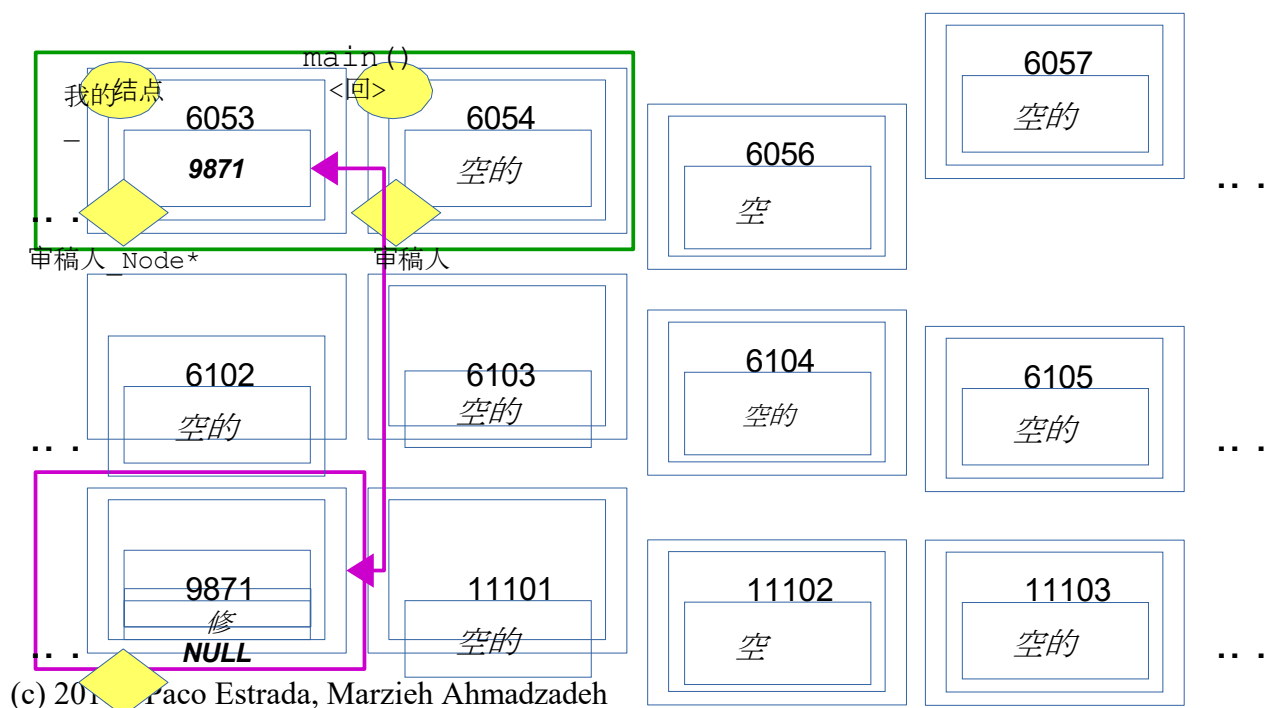 main()
我的结点 <回>
_
6053 6054 6056 6057
9871 空的 空 空的
.. . .. .
审稿人_Node* 审稿人
6102 6103 6104 6105
空的 空的 空的 空的
.. . .. .
9871 11101 11102 11103
修 空的 空 空的
NULL
.. . .. .
(c) 201 Paco Estrada, Marzieh Ahmadzadeh